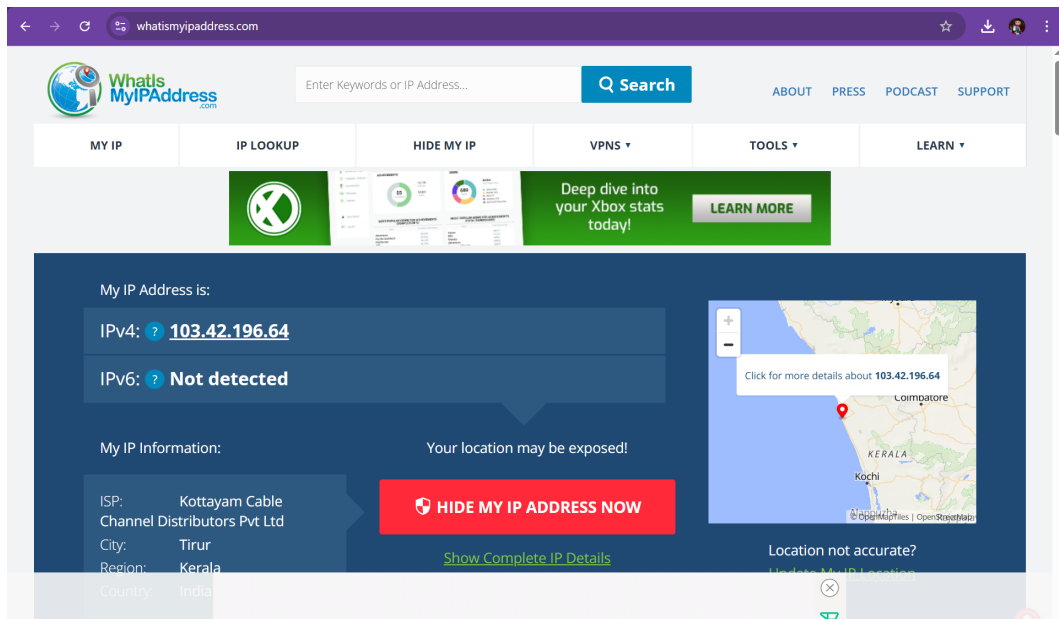 whatismyipaddress.com
WhatIs
MyIPAddress
.com
Enter Keywords or IP Address...
Search
ABOUT PRESS PODCAST SUPPORT
MY IP IP LOOKUP HIDE MY IP VPNS TOOLS LEARN
Deep dive into
your Xbox stats
today!
LEARN MORE
My IP Address is:
IPv4: ? 103.42.196.64
IPv6: ? Not detected
Click for more details about 103.42.196.64
Coimbatore
KERALA
Kochi
© OpenMapTiles | OpenStreetMap
My IP Information:
Your location may be exposed!
ISP: Kottayam Cable
Channel Distributors Pvt Ltd
City: Tirur
Region: Kerala
Country: India
HIDE MY IP ADDRESS NOW
Show Complete IP Details
Location not accurate?
Update My IP Location